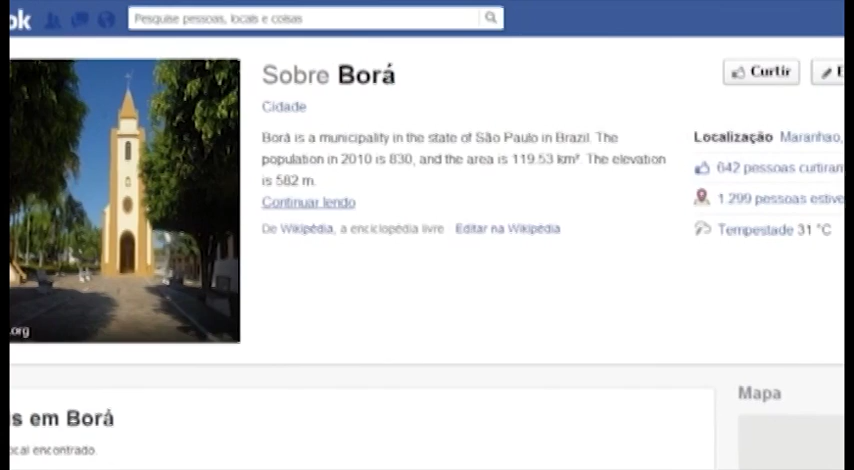 ok
Pesquise pessoas, locais e coisas
Sobre Borá
Curtir
E
Cidade
Borá is a municipality in the state of São Paulo in Brazil. The
population in 2010 is 830, and the area is 119.53 km². The elevation
is 582 m.
Continuar lendo
De Wikipédia, a enciclopédia livre Editar na Wikipédia
Localização Maranhao,
642 pessoas curtiram
1.299 pessoas estive
Tempestade 31 °C
.org
s em Borá
ocal encontrado.
Mapa